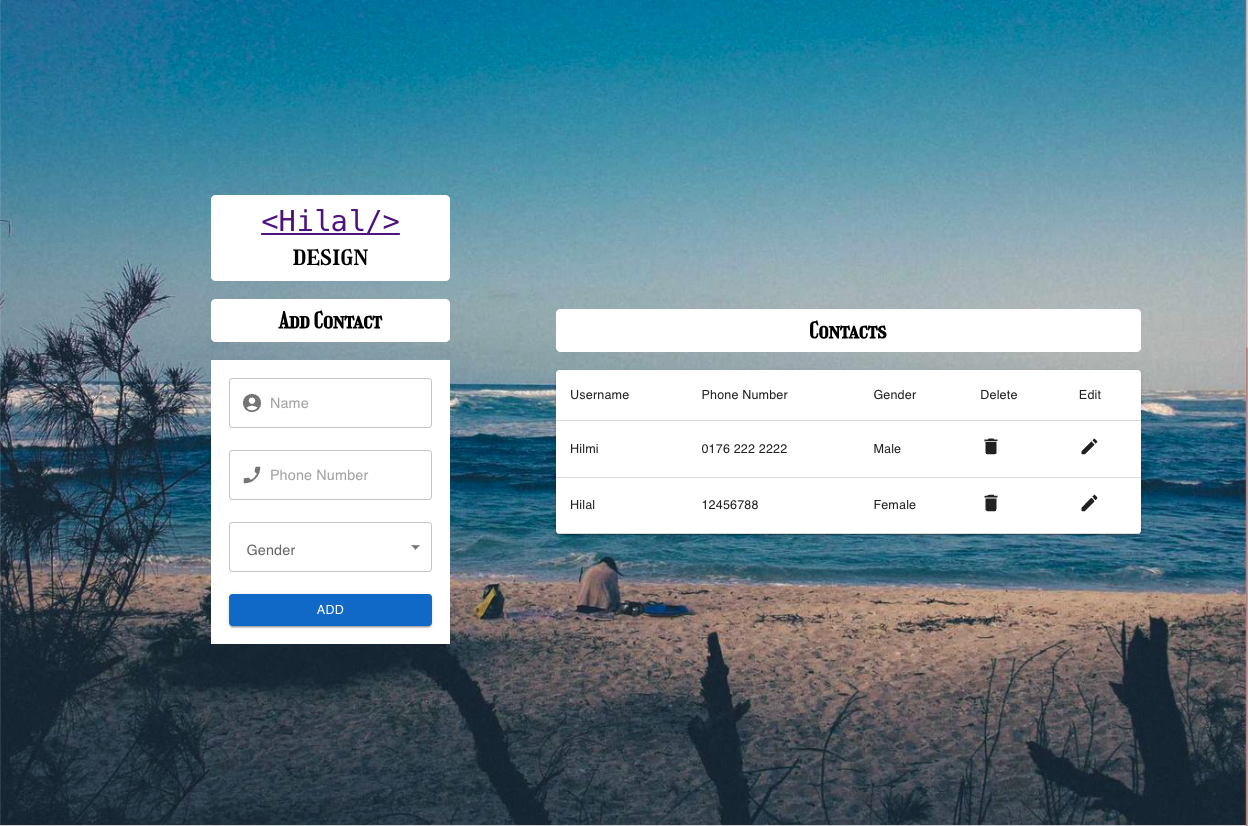 <Hilal/>
DESIGN
Add Contact
Name
Phone Number
Gender
ADD
Contacts
Username Phone Number Gender Delete Edit
Hilmi 0176 222 2222 Male
Hilal 12456788 Female